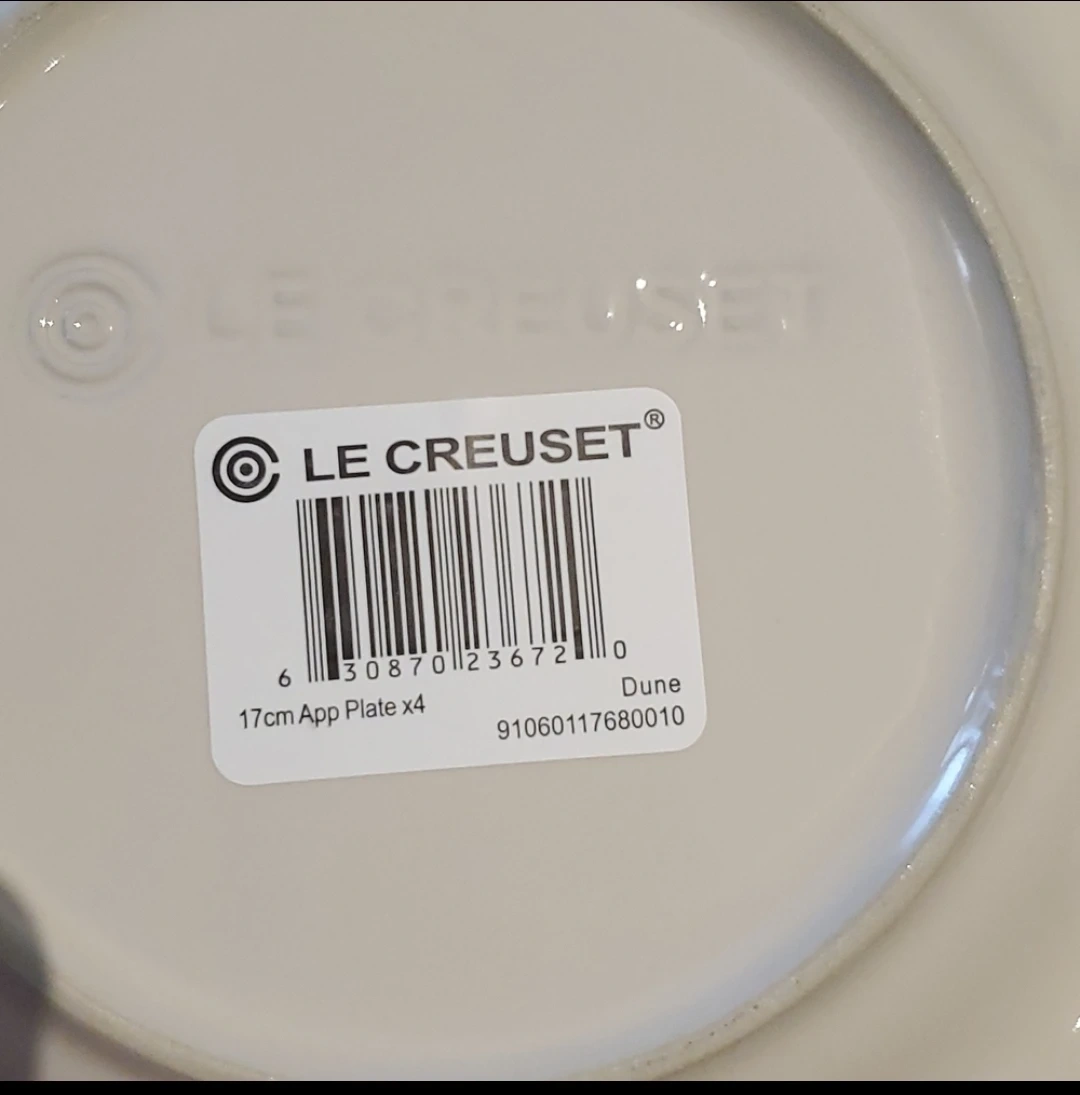 LE CREUSET
LE CREUSET®
6 30870 23672 0
17cm App Plate x4
Dune
91060117680010